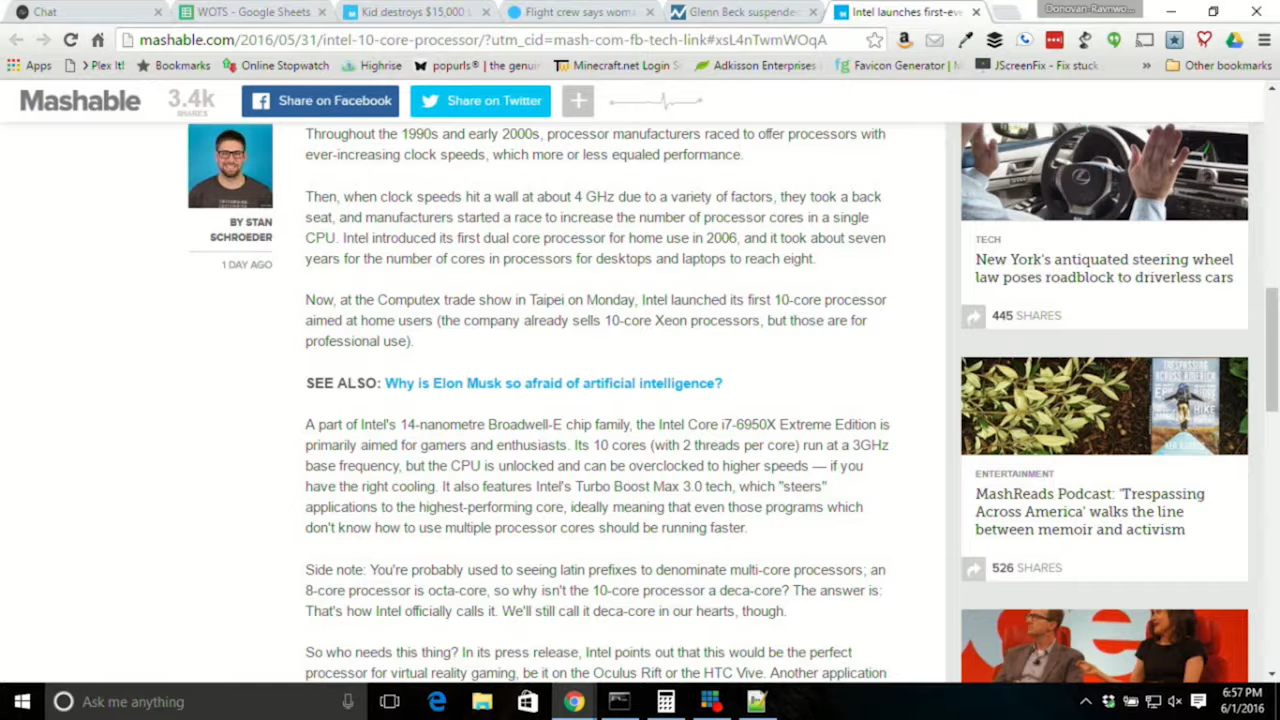 Chat
WOTS - Google Sheets
Kid destroys $15,000 L
Flight crew says wom
Glenn Beck suspende
Intel launches first-eve
Donovan-Ravnwo...
mashable.com/2016/05/31/intel-10-core-processor/?utm_cid=mash-com-fb-tech-link#xsL4nTwmWOqA
Apps
> Plex It!
Bookmarks
Online Stopwatch
Highrise
popurls® | the genui
Minecraft.net Login S
Adkisson Enterprises
Favicon Generator |
JScreenFix - Fix stuck
»
Other bookmarks
Mashable
3.4k
SHARES
Share on Facebook
Share on Twitter
+
Throughout the 1990s and early 2000s, processor manufacturers raced to offer processors with
ever-increasing clock speeds, which more or less equaled performance.
BY STAN
SCHROEDER
1 DAY AGO
Then, when clock speeds hit a wall at about 4 GHz due to a variety of factors, they took a back
seat, and manufacturers started a race to increase the number of processor cores in a single
CPU. Intel introduced its first dual core processor for home use in 2006, and it took about seven
years for the number of cores in processors for desktops and laptops to reach eight.
Now, at the Computex trade show in Taipei on Monday, Intel launched its first 10-core processor
aimed at home users (the company already sells 10-core Xeon processors, but those are for
professional use).
SEE ALSO: Why is Elon Musk so afraid of artificial intelligence?
A part of Intel's 14-nanometre Broadwell-E chip family, the Intel Core i7-6950X Extreme Edition is
primarily aimed for gamers and enthusiasts. Its 10 cores (with 2 threads per core) run at a 3GHz
base frequency, but the CPU is unlocked and can be overclocked to higher speeds — if you
have the right cooling. It also features Intel's Turbo Boost Max 3.0 tech, which "steers"
applications to the highest-performing core, ideally meaning that even those programs which
don't know how to use multiple processor cores should be running faster.
Side note: You're probably used to seeing latin prefixes to denominate multi-core processors; an
8-core processor is octa-core, so why isn't the 10-core processor a deca-core? The answer is:
That's how Intel officially calls it. We'll still call it deca-core in our hearts, though.
So who needs this thing? In its press release, Intel points out that this would be the perfect
processor for virtual reality gaming, be it on the Oculus Rift or the HTC Vive. Another application
TECH
New York's antiquated steering wheel
law poses roadblock to driverless cars
445 SHARES
TRESPASSING
ACROSS
AMERICA
ENTERTAINMENT
MashReads Podcast: 'Trespassing
Across America' walks the line
between memoir and activism
526 SHARES
Ask me anything
6:57 PM
6/1/2016